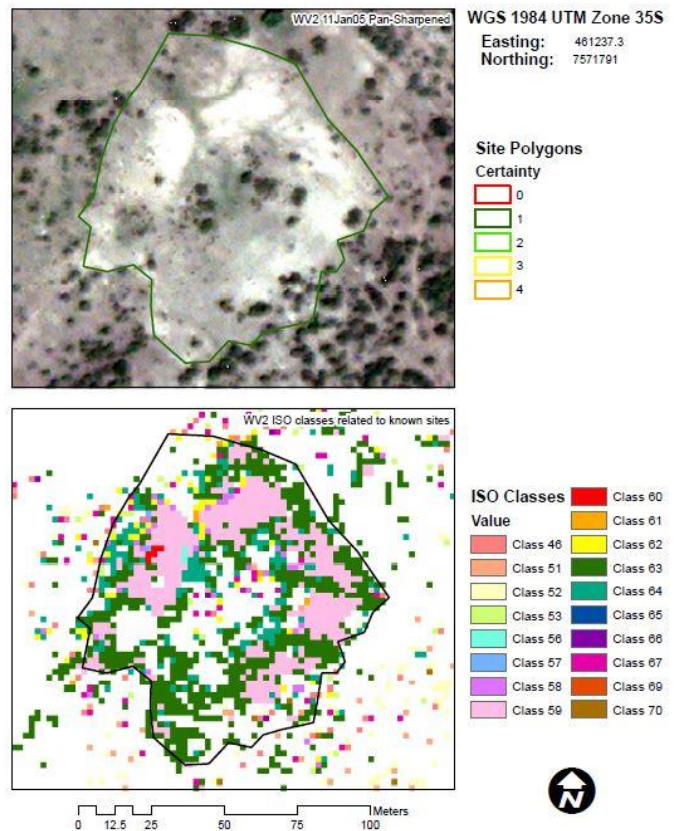 WV2 11Jan05 Pan-Sharpened
WGS 1984 UTM Zone 35S
Easting: 461237.3
Northing: 7571791
Site Polygons
Certainty
0
1
2
3
4
WV2 ISO classes related to known sites
ISO Classes
Value
Class 46
Class 51
Class 52
Class 53
Class 56
Class 57
Class 58
Class 59
Class 60
Class 61
Class 62
Class 63
Class 64
Class 65
Class 66
Class 67
Class 69
Class 70
N
Meters
0 12.5 25 50 75 100